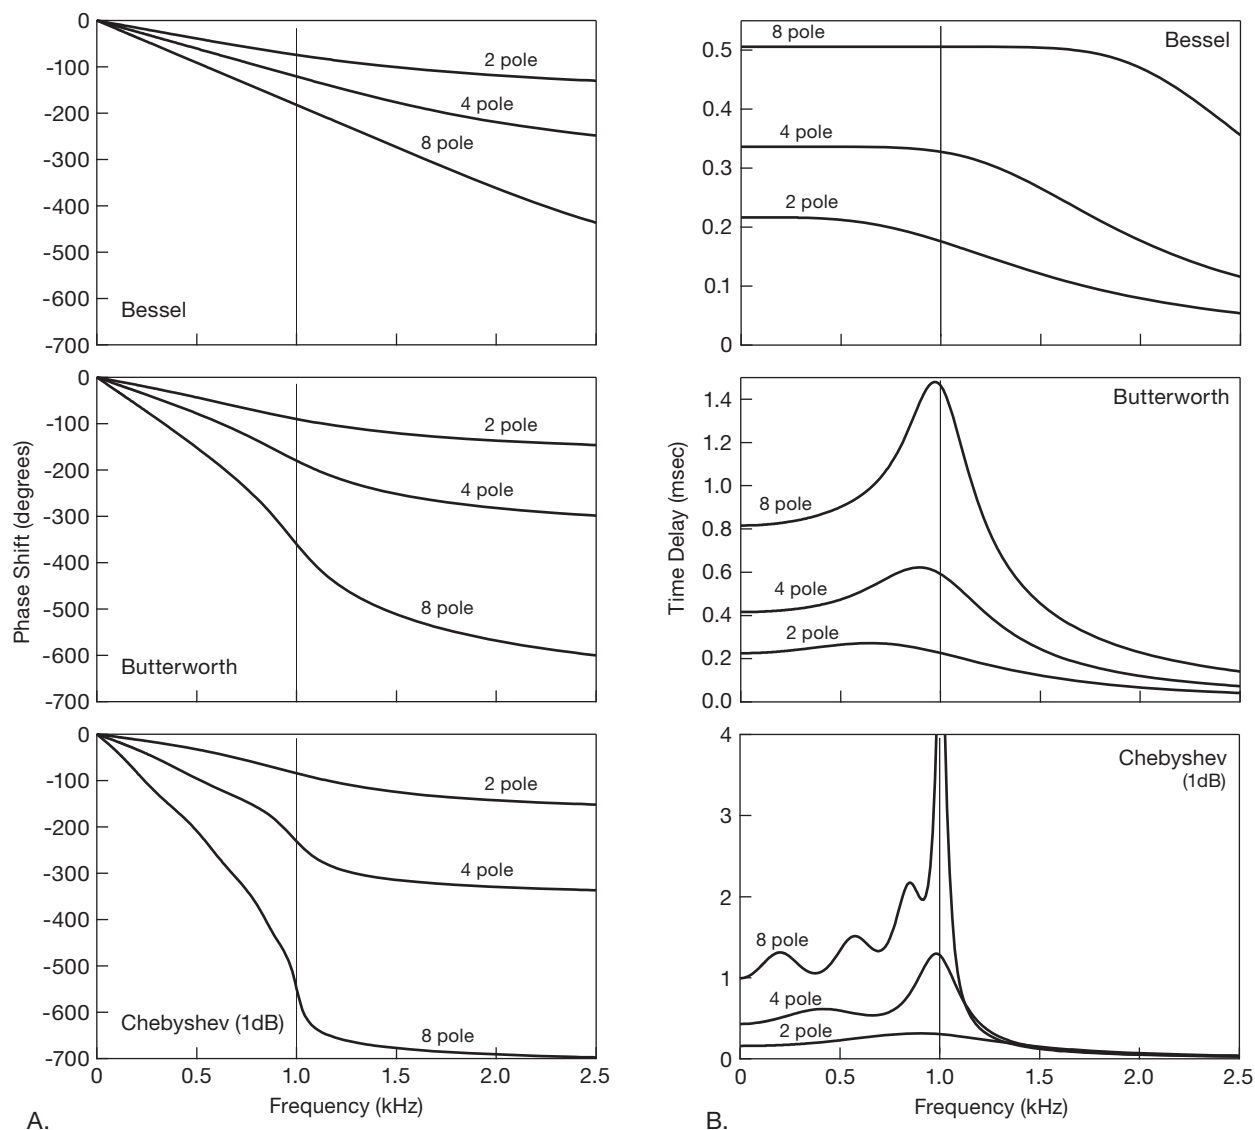 0
-100
-200
-300
-400
-500
-600
-700
2 pole
4 pole
8 pole
Bessel
0.5
0.4
0.3
0.2
0.1
0
8 pole
4 pole
2 pole
Bessel
Phase Shift (degrees)
0
-100
-200
-300
-400
-500
-600
-700
2 pole
4 pole
8 pole
Butterworth
Time Delay (msec)
1.4
1.2
1.0
0.8
0.6
0.4
0.2
0.0
8 pole
4 pole
2 pole
Butterworth
0
-100
-200
-300
-400
-500
-600
-700
2 pole
4 pole
8 pole
Chebyshev (1dB)
0 0.5 1.0 1.5 2.0 2.5
Frequency (kHz)
A.
4
3
2
1
0
8 pole
4 pole
2 pole
Chebyshev
(1dB)
0 0.5 1.0 1.5 2.0 2.5
Frequency (kHz)
B.